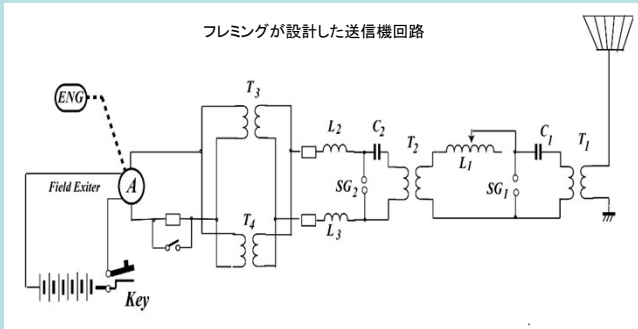 フレミングが設計した送信機回路
ENG
T3
L2
C2
T2
L1
C1
T1
Field Exiter
A
SG2
SG1
T4
L3
Key